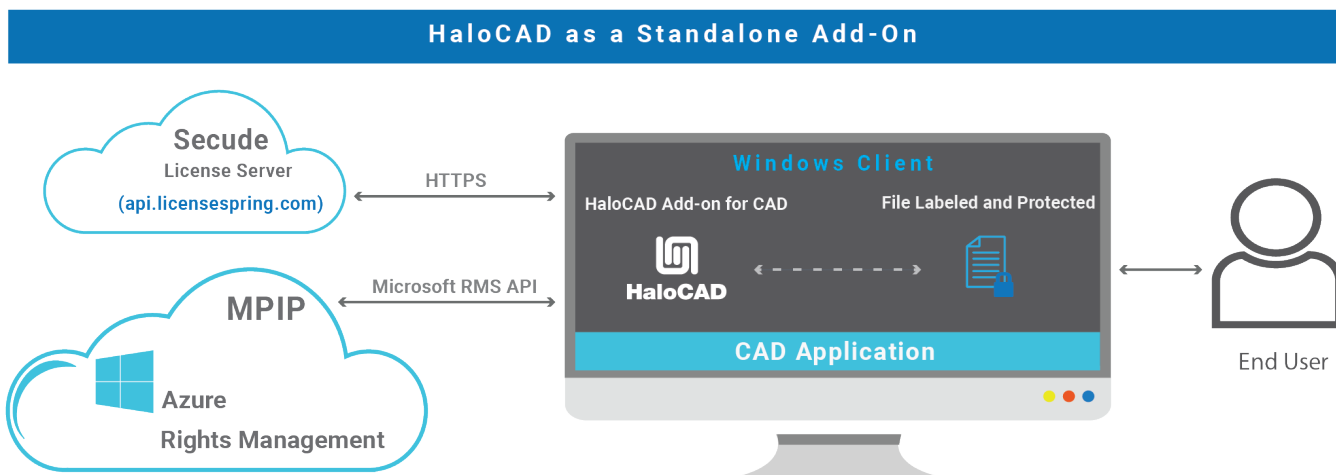 HaloCAD as a Standalone Add-On
Secude
License Server
(api.licensespring.com)
HTTPS
Windows Client
HaloCAD Add-on for CAD
File Labeled and Protected
HaloCAD
Microsoft RMS API
MPIP
Azure
Rights Management
CAD Application
End User